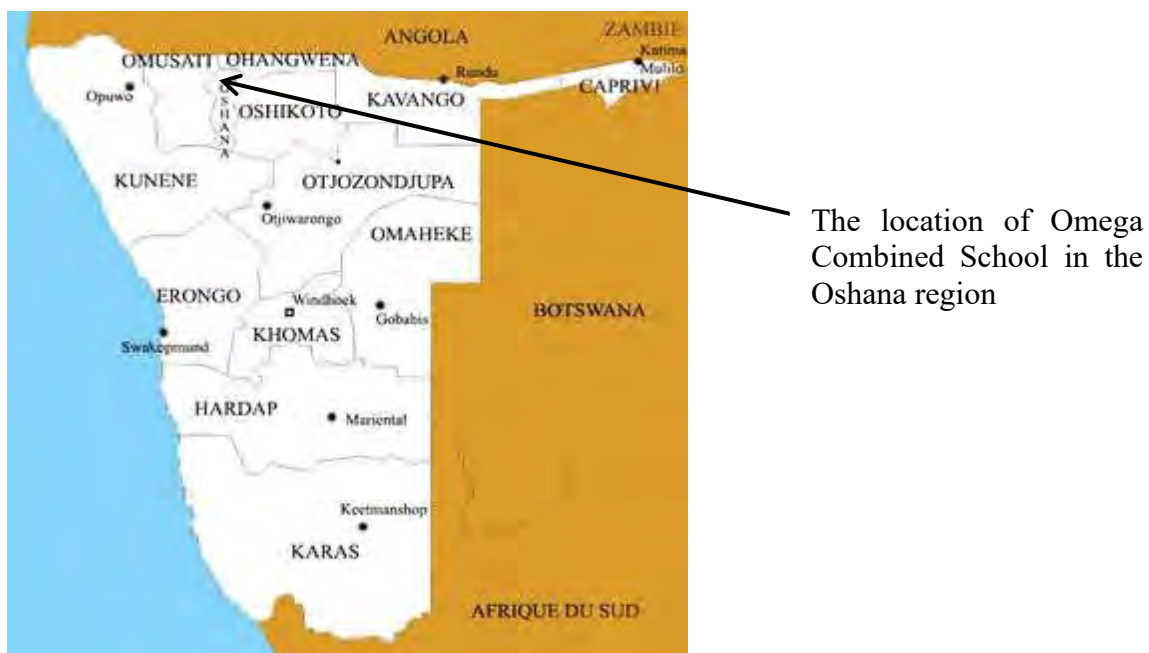 ANGOLA
ZAMBIE
Katima
Mulilo
OMUSATI
OHANGWENA
Rundu
CAPRIVI
Opuwo
OSHANA
OSHIKOTO
KAVANGO
KUNENE
OTJOZONDJUPA
Otjiwarongo
OMAHEKE
The location of Omega
Combined School in the
Oshana region
ERONGO
Windhoek
Gobabis
BOTSWANA
Swakopmund
KHOMAS
HARDAP
Mariental
Keetmanshop
KARAS
AFRIQUE DU SUD